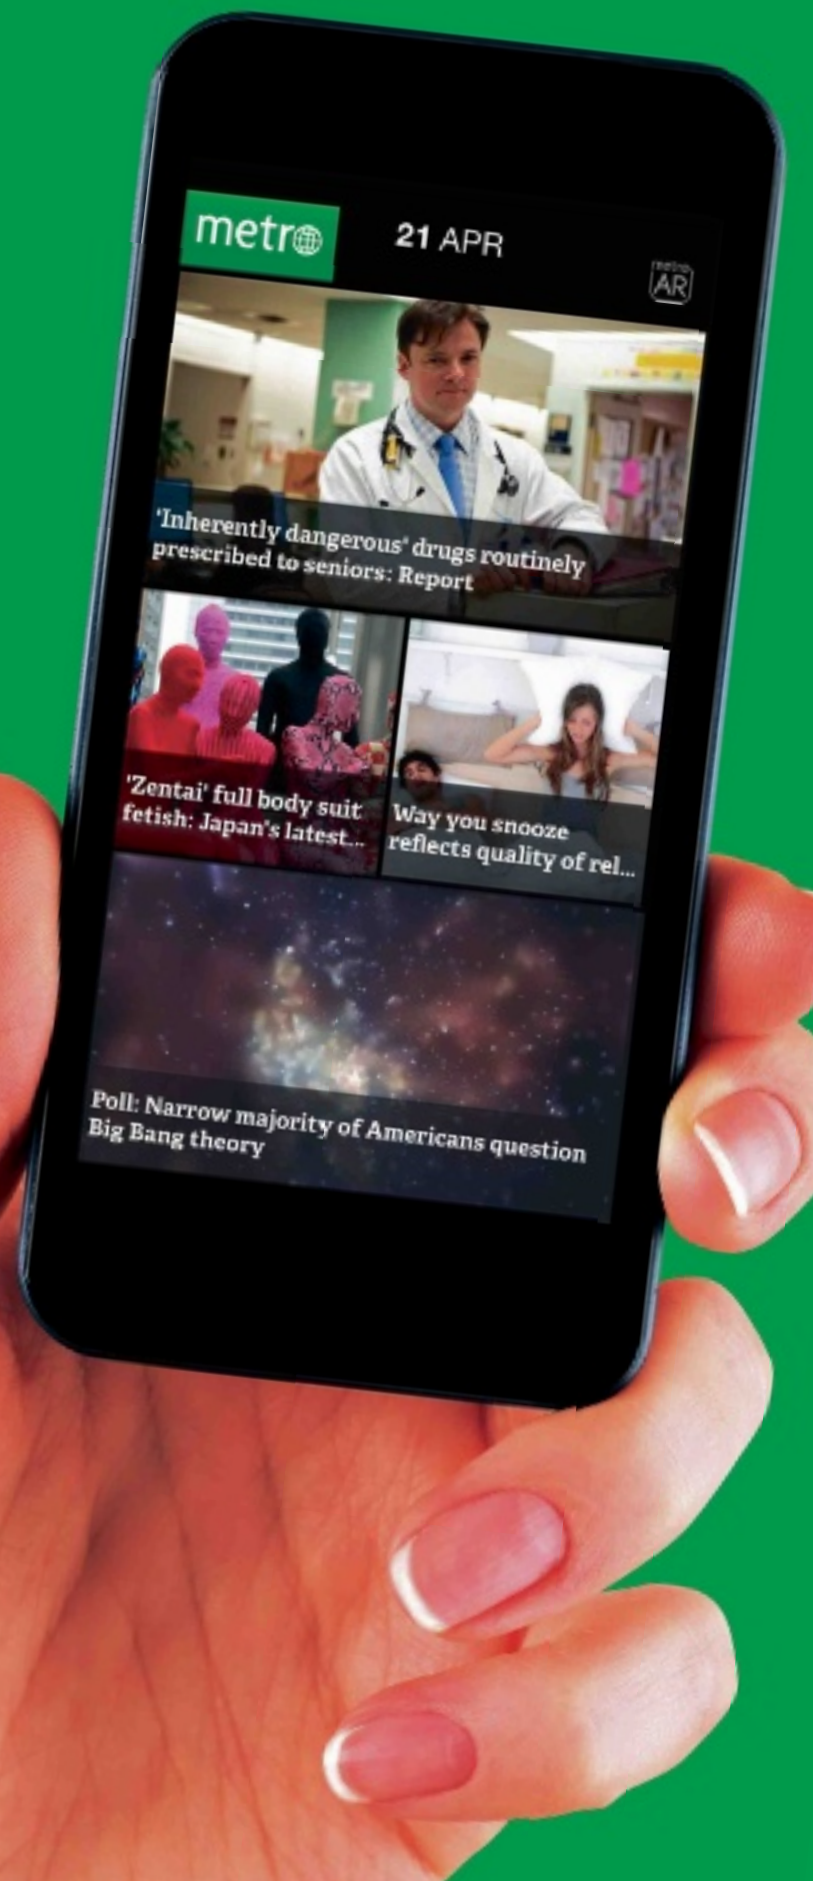 metro
21 APR
metro
AR
'Inherently dangerous' drugs routinely
prescribed to seniors: Report
'Zentai' full body suit
fetish: Japan's latest...
Way you snooze
reflects quality of rel...
Poll: Narrow majority of Americans question
Big Bang theory